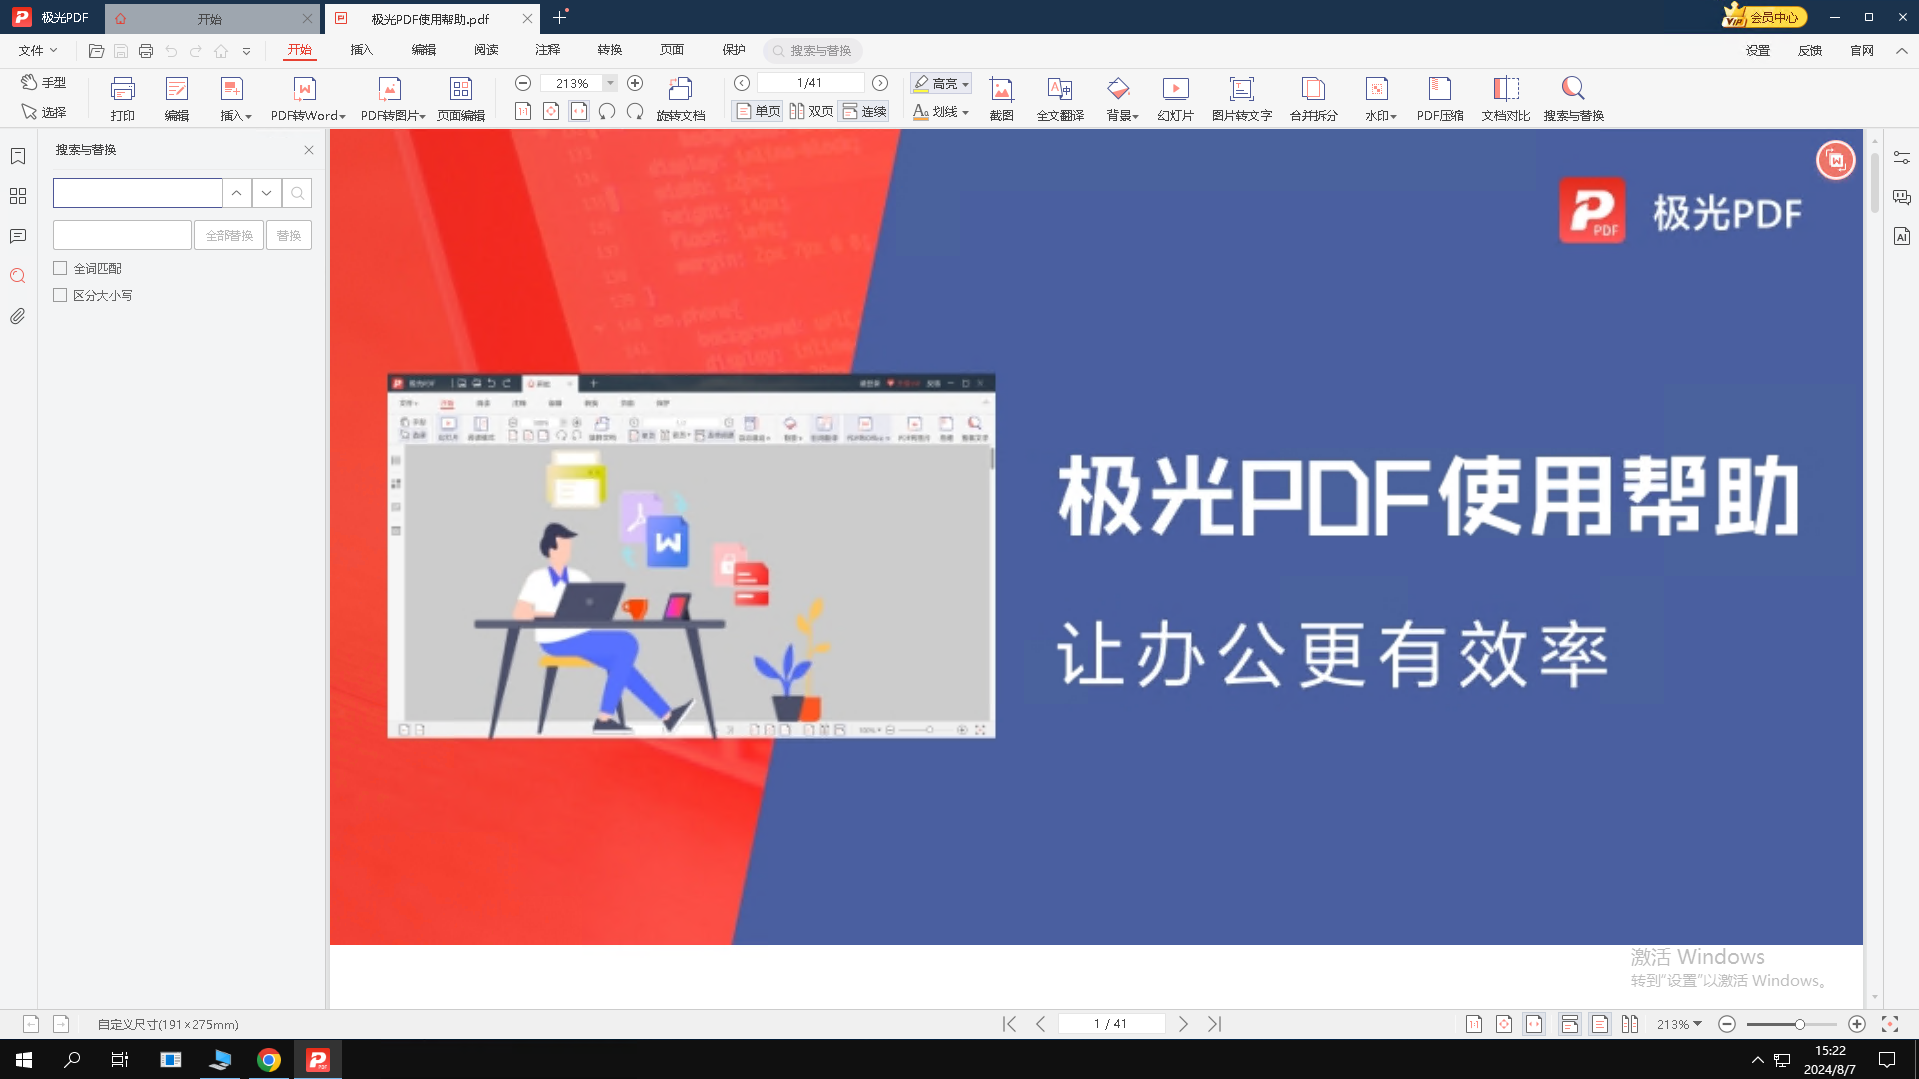 极光PDF
开始
极光PDF使用帮助.pdf
会员中心
文件
开始
插入
编辑
阅读
注释
转换
页面
保护
搜索与替换
设置
反馈
官网
手型
选择
打印
编辑
插入
PDF转Word
PDF转图片
页面编辑
213%
旋转文档
1/41
单页
双页
连续
高亮
划线
截图
全文翻译
背景
幻灯片
图片转文字
合并拆分
水印
PDF压缩
文档对比
搜索与替换
搜索与替换
全部替换
替换
全词匹配
区分大小写
极光PDF
极光PDF使用帮助
让办公更有效率
激活 Windows
转到“设置”以激活 Windows。
自定义尺寸(191×275mm)
1 / 41
213%
15:22
2024/8/7